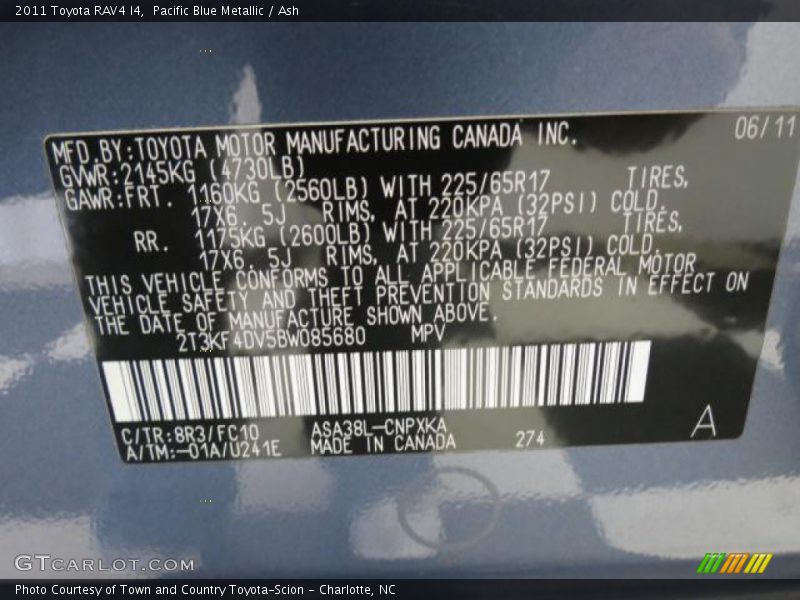 2011 Toyota RAV4 I4,  Pacific Blue Metallic / Ash
06/11
MFD.BY:TOYOTA MOTOR MANUFACTURING CANADA INC.
GVWR:2145KG (4730LB)
GAWR:FRT. 1160KG (2560LB) WITH 225/65R17 TIRES,
17X6. 5J RIMS, AT 220KPA (32PSI) COLD.
RR. 1175KG (2600LB) WITH 225/65R17 TIRES,
17X6. 5J RIMS, AT 220KPA (32PSI) COLD.
THIS VEHICLE CONFORMS TO ALL APPLICABLE FEDERAL MOTOR
VEHICLE SAFETY AND THEFT PREVENTION STANDARDS IN EFFECT ON
THE DATE OF MANUFACTURE SHOWN ABOVE.
2T3KF4DV5BW085680 MPV
C/TR:8R3/FC10 ASA38L-CNPXKA
A/TM:-01A/U241E MADE IN CANADA 274
A
GTCARLOT.COM
Photo Courtesy of Town and Country Toyota-Scion - Charlotte, NC